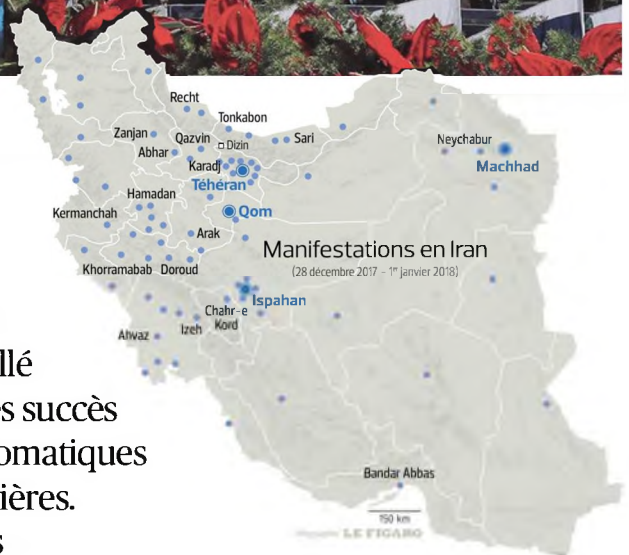 Recht
Tonkabon
Zanjan
Qazvin
Dizin
Sari
Abhar
Karadj
Téhéran
Neychabur
Machhad
Hamadan
Kermanchah
Qom
Arak
Manifestations en Iran
(28 décembre 2017 - 1er janvier 2018)
Khorramabab
Doroud
Ispahan
Chahr-e
Kord
Ahvaz
Izeh
llé
s succès
omatiques
ières.
s
Bandar Abbas
150 km
LE FIGARO